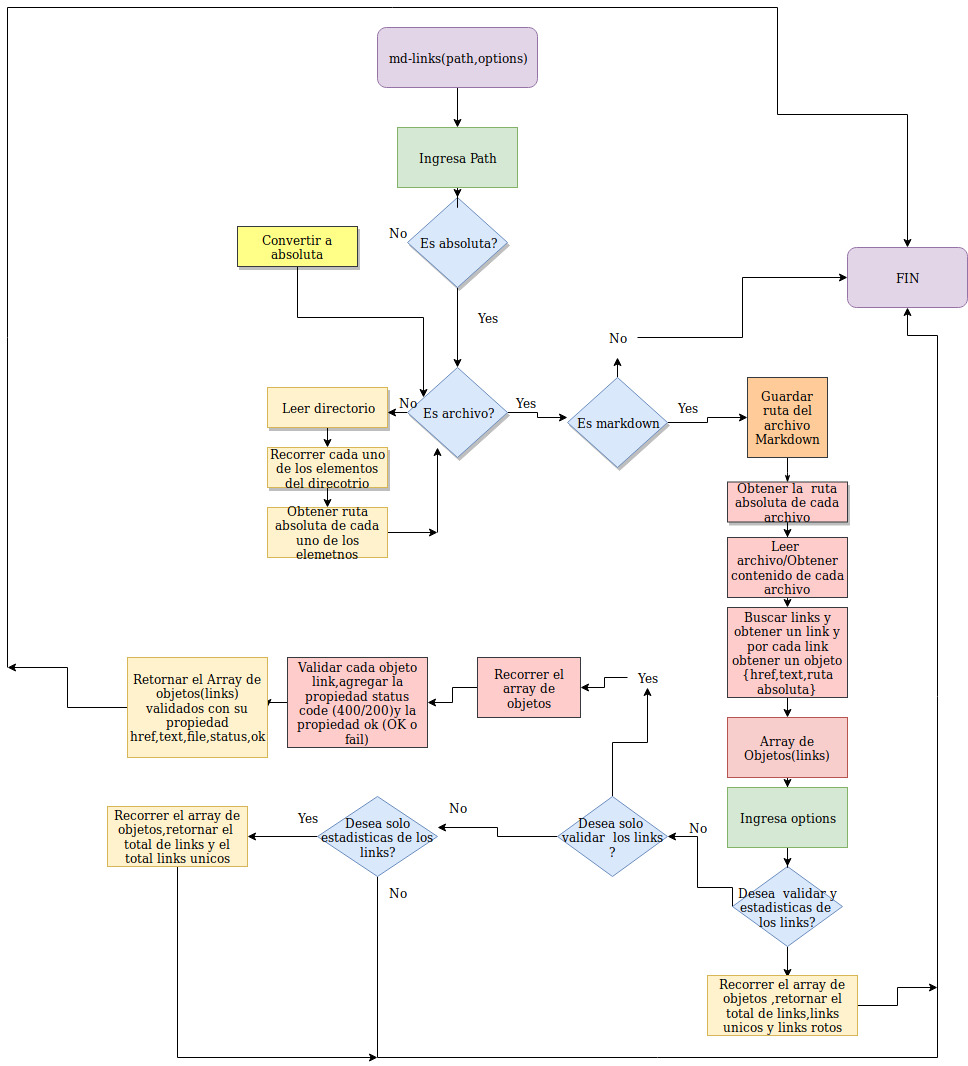 md-links(path,options)
Ingresa Path
No
Es absoluta?
Convertir a
absoluta
Yes
FIN
No
Leer directorio
No
Es archivo?
Yes
Es markdown
Yes
Guardar
ruta del
archivo
Markdown
Recorrer cada uno
de los elementos
del direcotrio
Obtener ruta
absoluta de cada
uno de los
elemetnos
Obtener la ruta
absoluta de cada
archivo
Leer
archivo/Obtener
contenido de cada
archivo
Buscar links y
obtener un link y
por cada link
obtener un objeto
{href,text,ruta
absoluta}
Array de
Objetos(links)
Ingresa options
Desea validar y
estadisticas de
los links?
Recorrer el array de
objetos ,retornar el
total de links,links
unicos y links rotos
No
Desea solo
validar los links
?
Yes
Recorrer el
array de
objetos
Validar cada objeto
link,agregar la
propiedad status
code (400/200)y la
propiedad ok (OK o
fail)
Retornar el Array de
objetos(links)
validados con su
propiedad
href,text,file,status,ok
No
Desea solo
estadisticas de los
links?
Yes
Recorrer el array de
objetos,retornar el
total de links y el
total links unicos
No